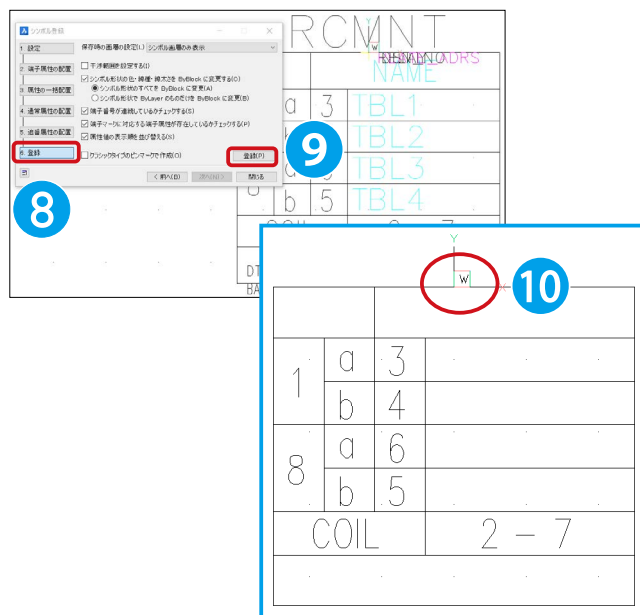 シンボル登録
1. 設定
2. 端子属性の配置
3. 属性の一括配置
4. 通常属性の配置
5. 追番属性の配置
6. 登録
保存時の画層の設定(L) シンボル画層のみ表示
干渉範囲を設定する(I)
シンボル形状の色・線種・線太さを ByBlock に変更する(C)
シンボル形状のすべてを ByBlock に変更(A)
シンボル形状で ByLayer のものだけを ByBlock に変更(B)
端子番号が連続しているかチェックする(S)
端子マークに対応する端子属性が存在しているかチェックする(P)
属性値の表示順を並び替える(S)
クラシックタイプのピンマークで作成(O)
登録(P)
< 前へ(B)
次へ(N) >
閉じる
8
9
RCMNT
Y
W
NAME
a 3 TBL1
TBL2
TBL3
b 5 TBL4
10
Y
W
1
a 3
b 4
8
a 6
b 5
COIL 2 - 7